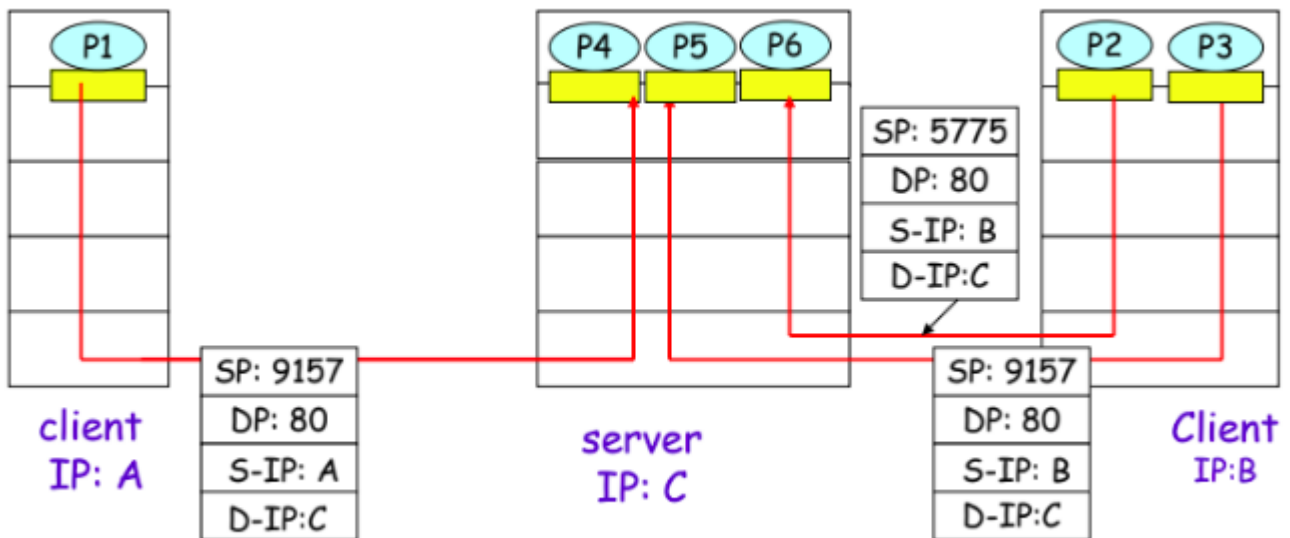 P1
P4
P5
P6
P2
P3
SP: 5775
DP: 80
S-IP: B
D-IP:C
SP: 9157
DP: 80
S-IP: A
D-IP:C
SP: 9157
DP: 80
S-IP: B
D-IP:C
client
IP: A
server
IP: C
Client
IP:B